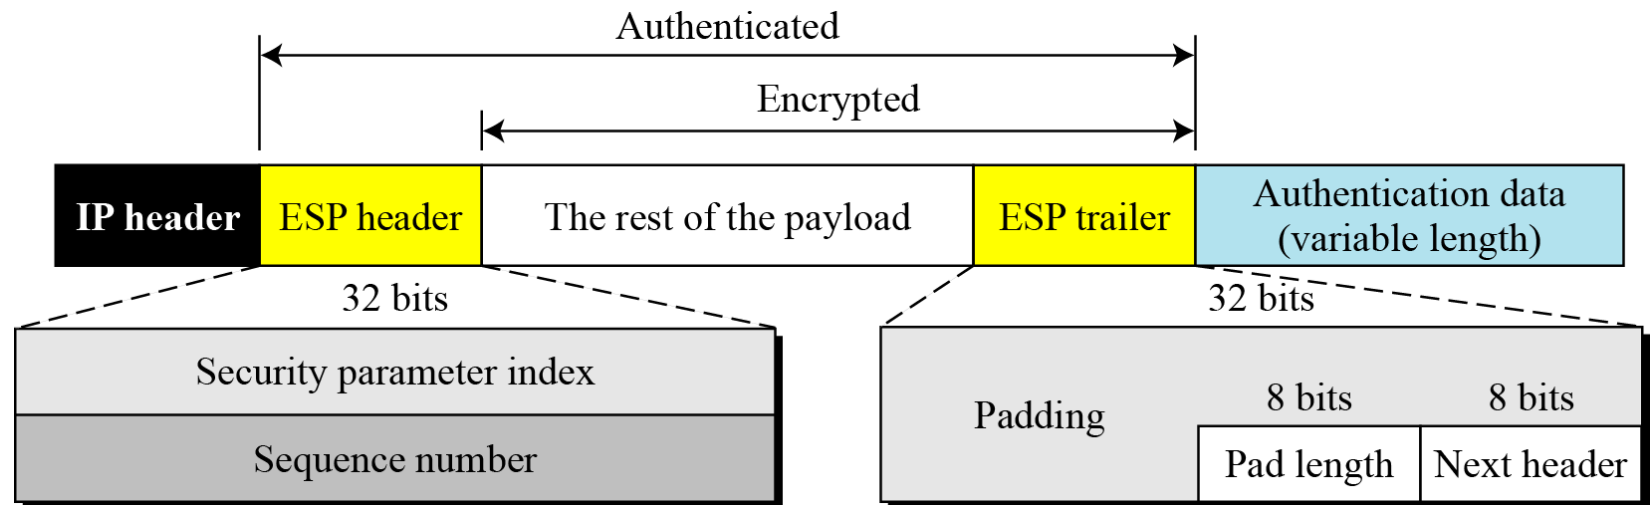 Authenticated
Encrypted
IP header
ESP header
The rest of the payload
ESP trailer
Authentication data
(variable length)
32 bits
32 bits
Security parameter index
Sequence number
Padding
8 bits
8 bits
Pad length
Next header